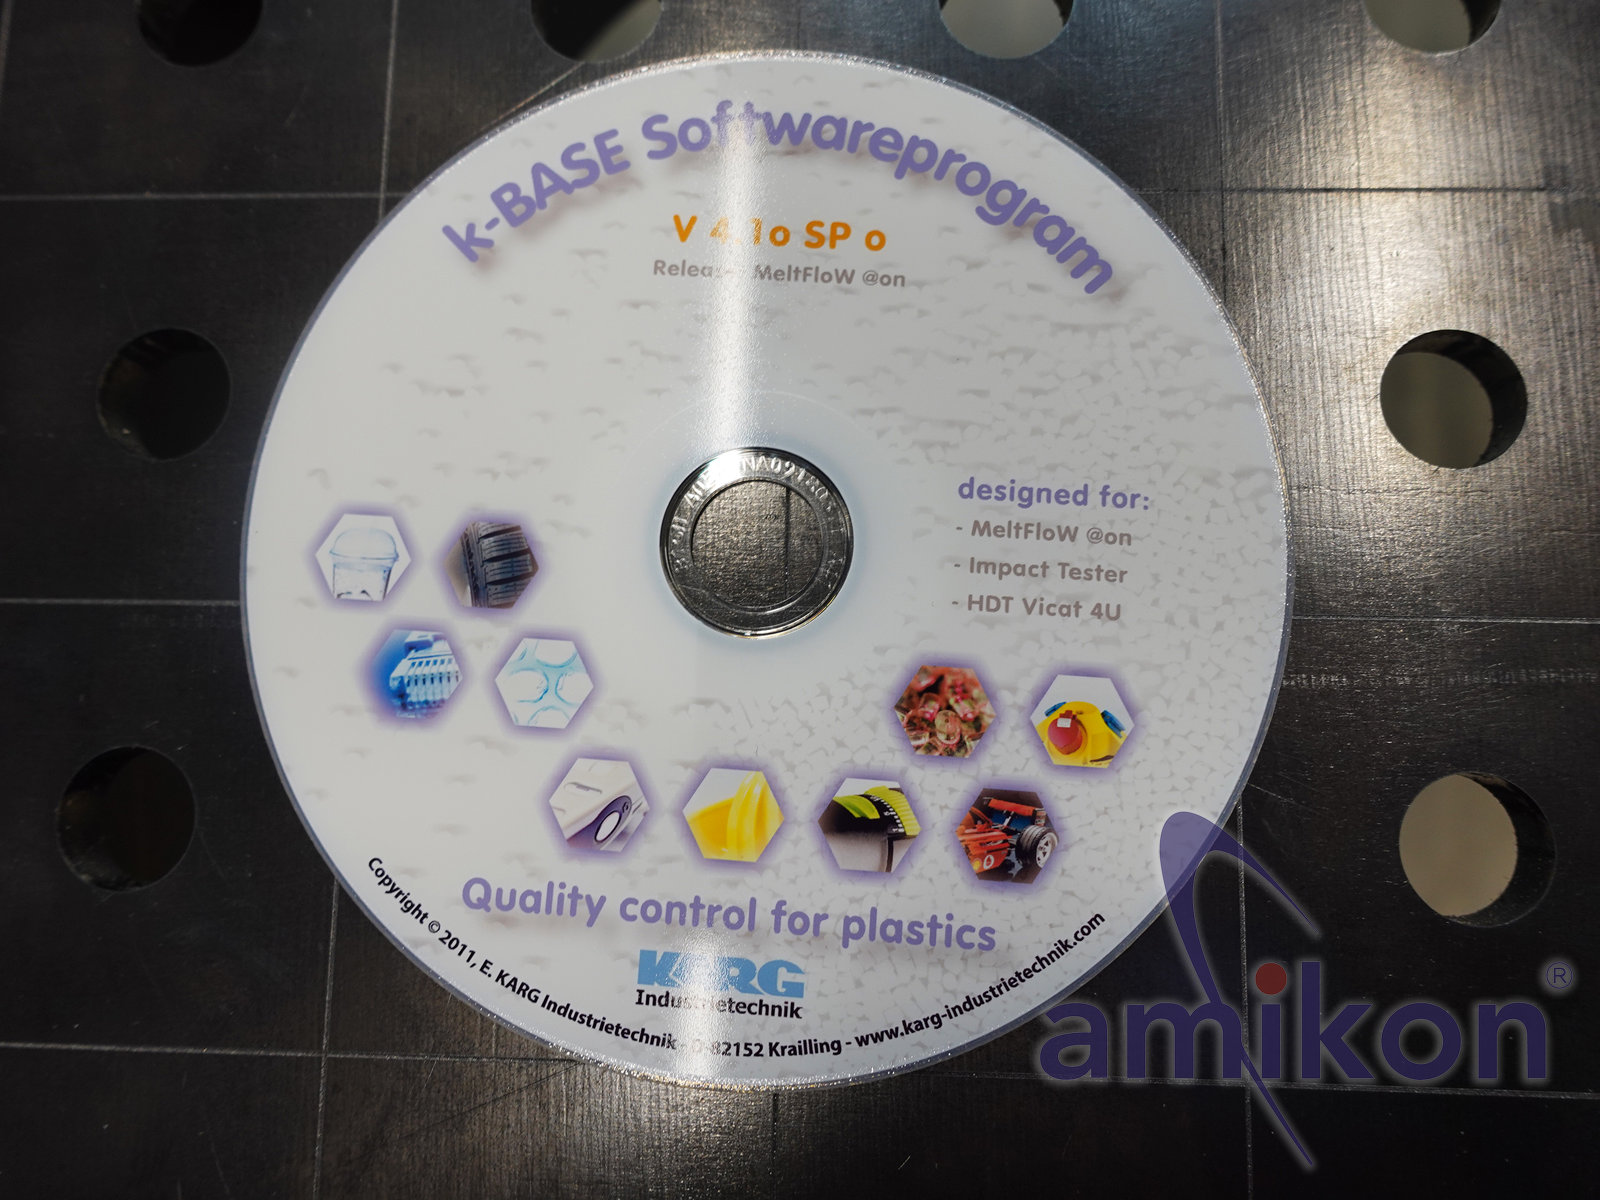 k-BASE Softwareprogram
V 4.1o SP o
MeltFloW @on
designed for:
- MeltFloW @on
- Impact Tester
- HDT Vicat 4U
Quality control for plastics
KARG
Industrietechnik
Copyright © 2011, E. KARG Industrietechnik - D-82152 Krailling - www.karg-industrietechnik.com
amikon®